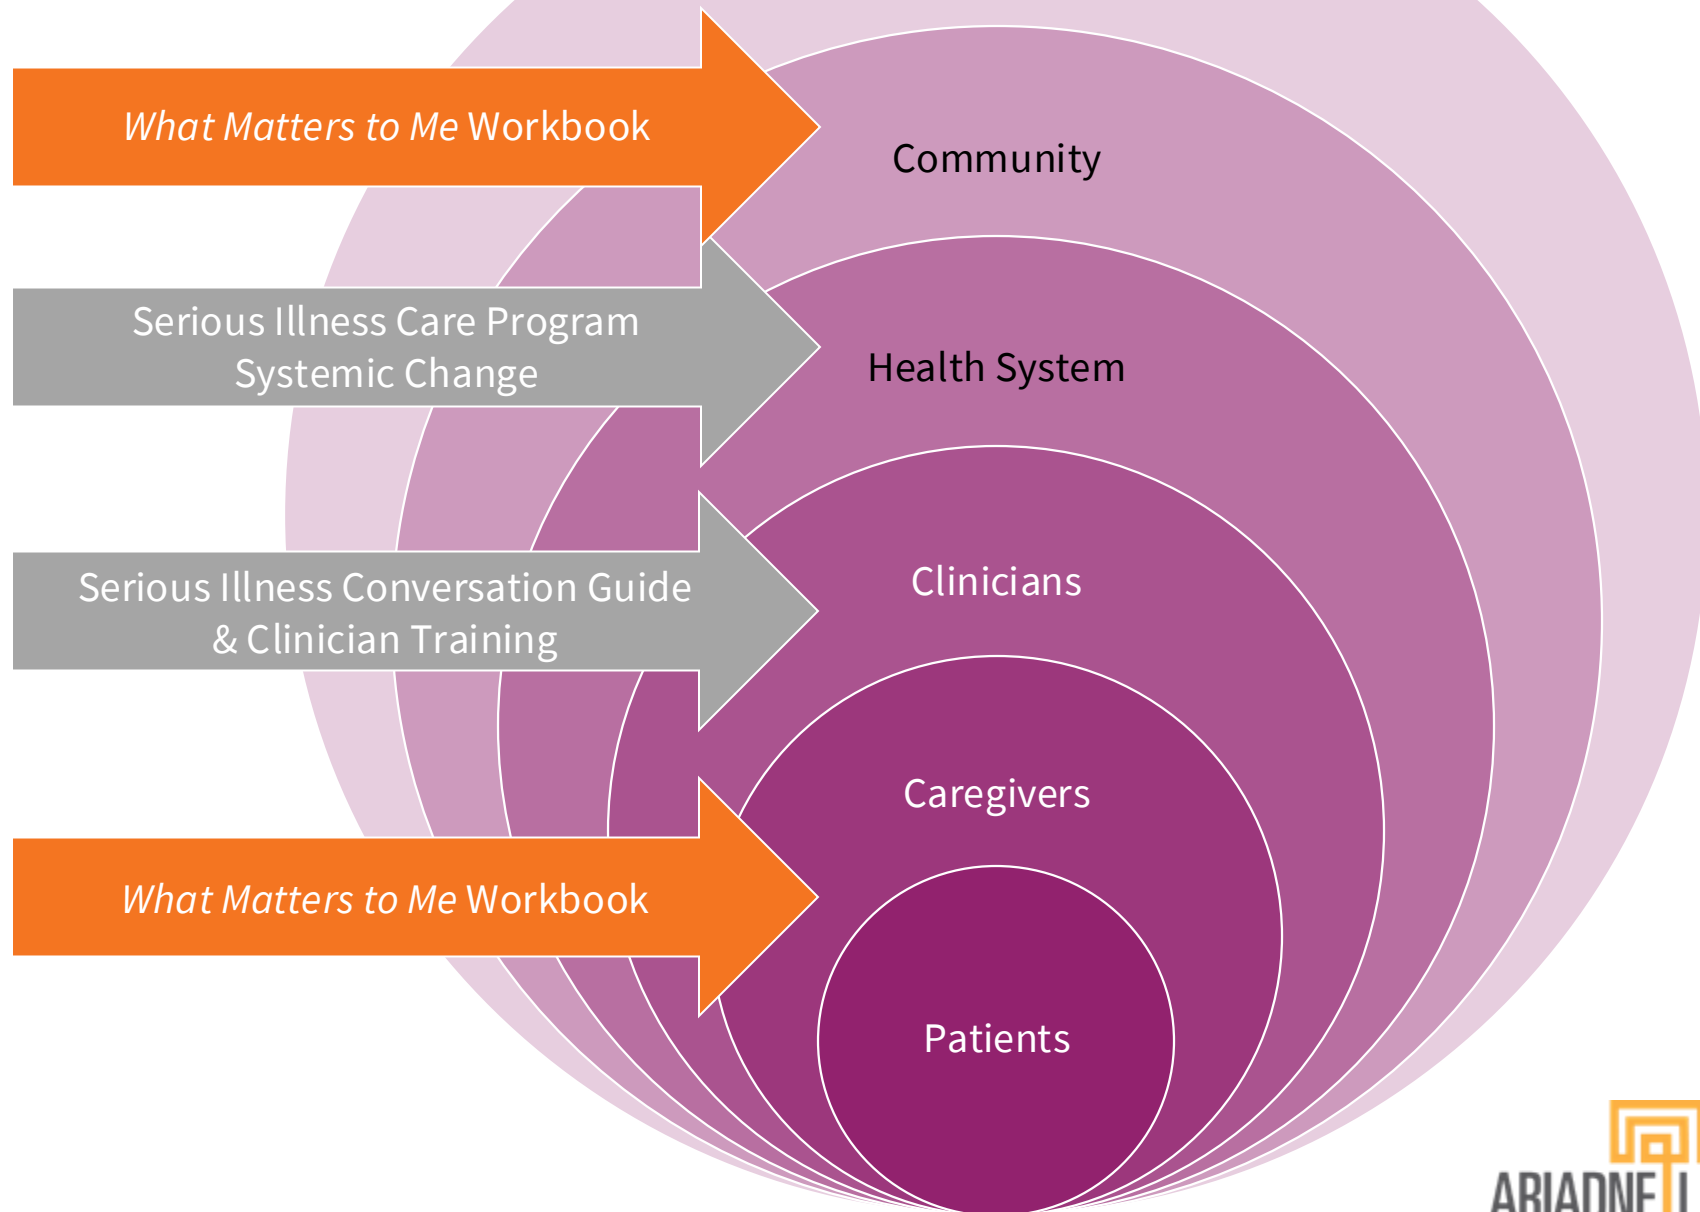 What Matters to Me Workbook
Community
Serious Illness Care Program
Systemic Change
Health System
Serious Illness Conversation Guide
& Clinician Training
Clinicians
Caregivers
What Matters to Me Workbook
Patients
ARIADNE L